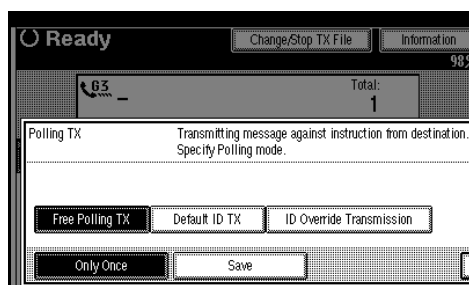 Ready Change/Stop TX File Information
98%
G3 _ Total:
1
Polling TX Transmitting message against instruction from destination.
Specify Polling mode.
Free Polling TX Default ID TX ID Override Transmission
Only Once Save